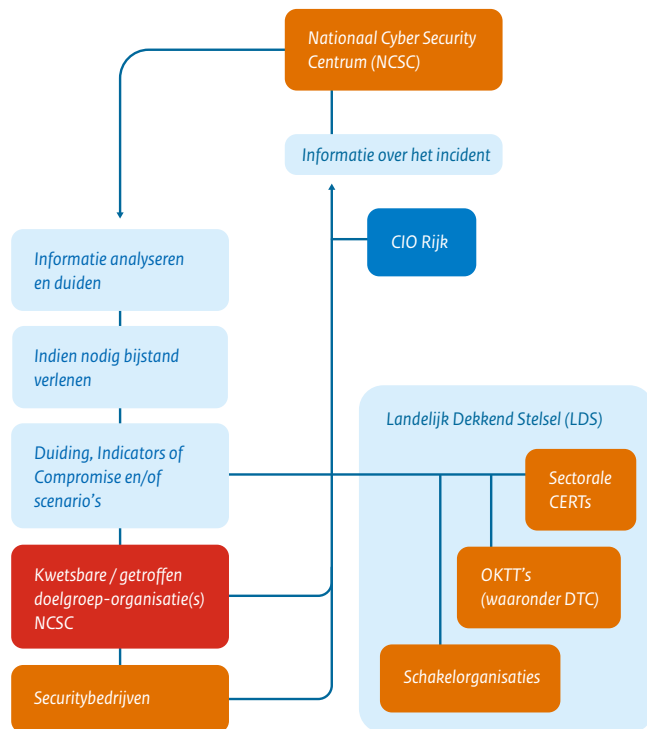 Nationaal Cyber Security
Centrum (NCSC)
Informatie over het incident
CIO Rijk
Informatie analyseren
en duiden
Indien nodig bijstand
verlenen
Landelijk Dekkend Stelsel (LDS)
Duiding, Indicators of
Compromise en/of
scenario's
Sectorale
CERTs
Kwetsbare / getroffen
doelgroep-organisatie(s)
NCSC
OKTT's
(waaronder DTC)
Schakelorganisaties
Securitybedrijven